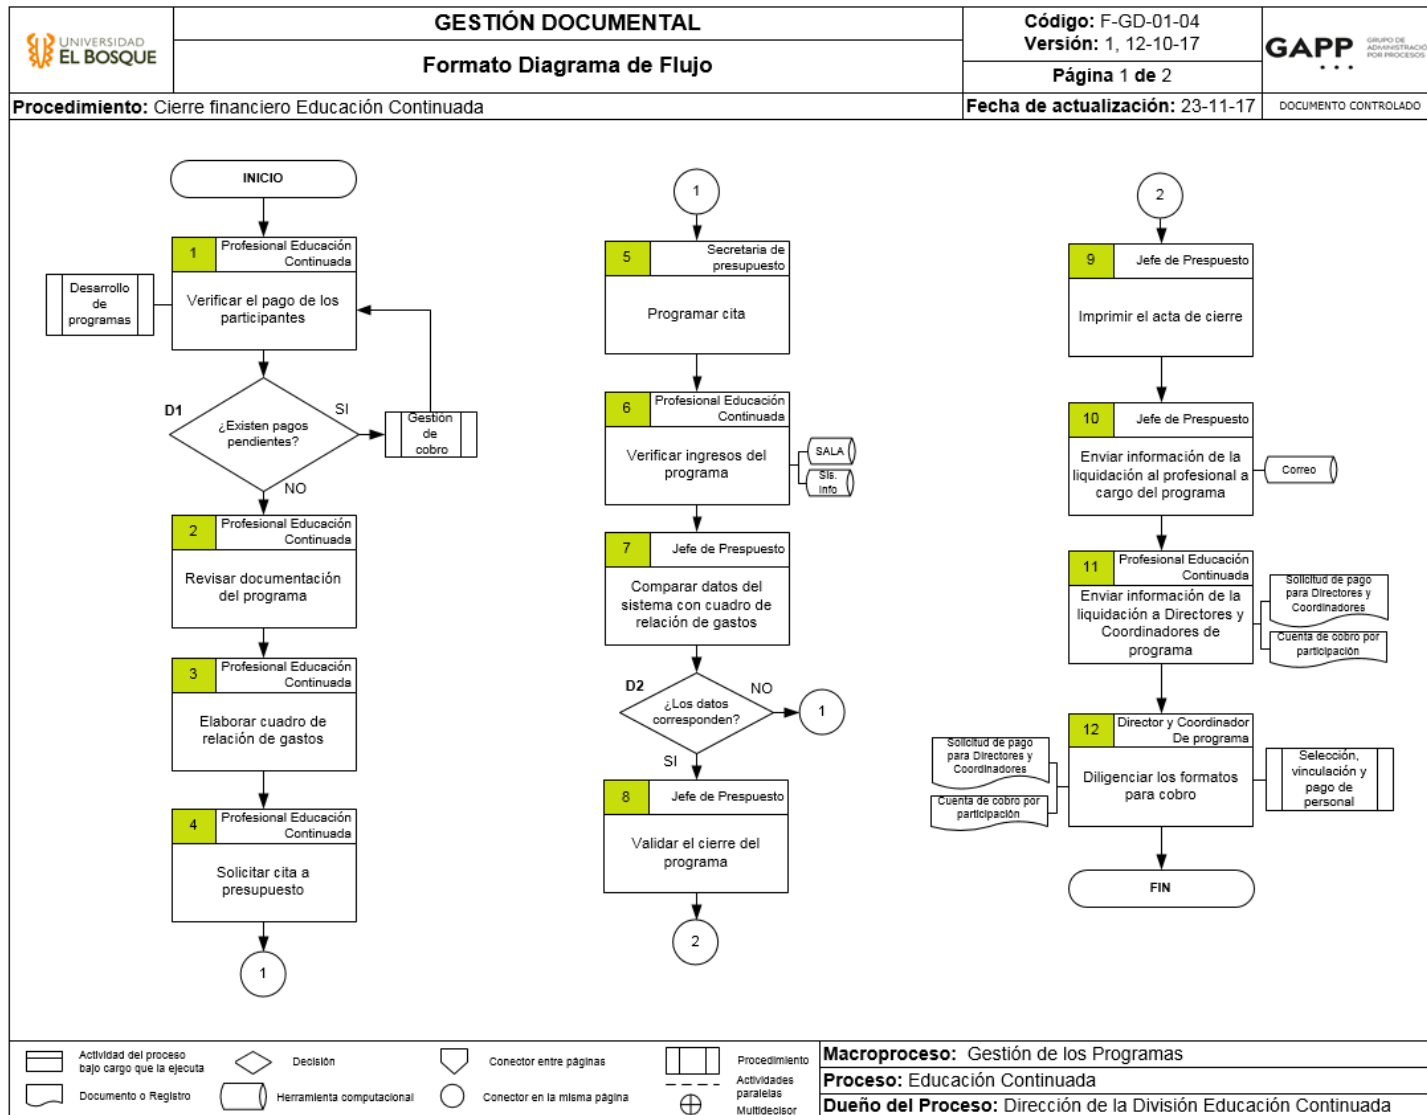 UNIVERSIDAD
EL BOSQUE
GESTIÓN DOCUMENTAL
Formato Diagrama de Flujo
Código: F-GD-01-04
Versión: 1, 12-10-17
Página 1 de 2
GAPP
GRUPO DE
ADMINISTRACIÓ
POR PROCESOS
Procedimiento: Cierre financiero Educación Continuada
Fecha de actualización: 23-11-17
DOCUMENTO CONTROLADO
INICIO
1
Profesional Educación
Continuada
Verificar el pago de los
participantes
Desarrollo
de
programas
D1
¿Existen pagos
pendientes?
SI
Gestión
de
cobro
NO
2
Profesional Educación
Continuada
Revisar documentación
del programa
3
Profesional Educación
Continuada
Elaborar cuadro de
relación de gastos
4
Profesional Educación
Continuada
Solicitar cita a
presupuesto
1
1
5
Secretaria de
presupuesto
Programar cita
6
Profesional Educación
Continuada
Verificar ingresos del
programa
SALA
Sis.
Info
7
Jefe de Prespuesto
Comparar datos del
sistema con cuadro de
relación de gastos
D2
¿Los datos
corresponden?
NO
1
SI
8
Jefe de Prespuesto
Validar el cierre del
programa
2
2
9
Jefe de Prespuesto
Imprimir el acta de cierre
10
Jefe de Prespuesto
Enviar información de la
liquidación al profesional a
cargo del programa
Correo
11
Profesional Educación
Continuada
Enviar información de la
liquidación a Directores y
Coordinadores de
programa
Solicitud de pago
para Directores y
Coordinadores
Cuenta de cobro por
participación
12
Director y Coordinador
De programa
Diligenciar los formatos
para cobro
Solicitud de pago
para Directores y
Coordinadores
Cuenta de cobro por
participación
Selección,
vinculación y
pago de
personal
FIN
Actividad del proceso
bajo cargo que la ejecuta
Documento o Registro
Decisión
Herramienta computacional
Conector entre páginas
Conector en la misma página
Procedimiento
Actividades
paralelas
Multidecisor
Macroproceso: Gestión de los Programas
Proceso: Educación Continuada
Dueño del Proceso: Dirección de la División Educación Continuada